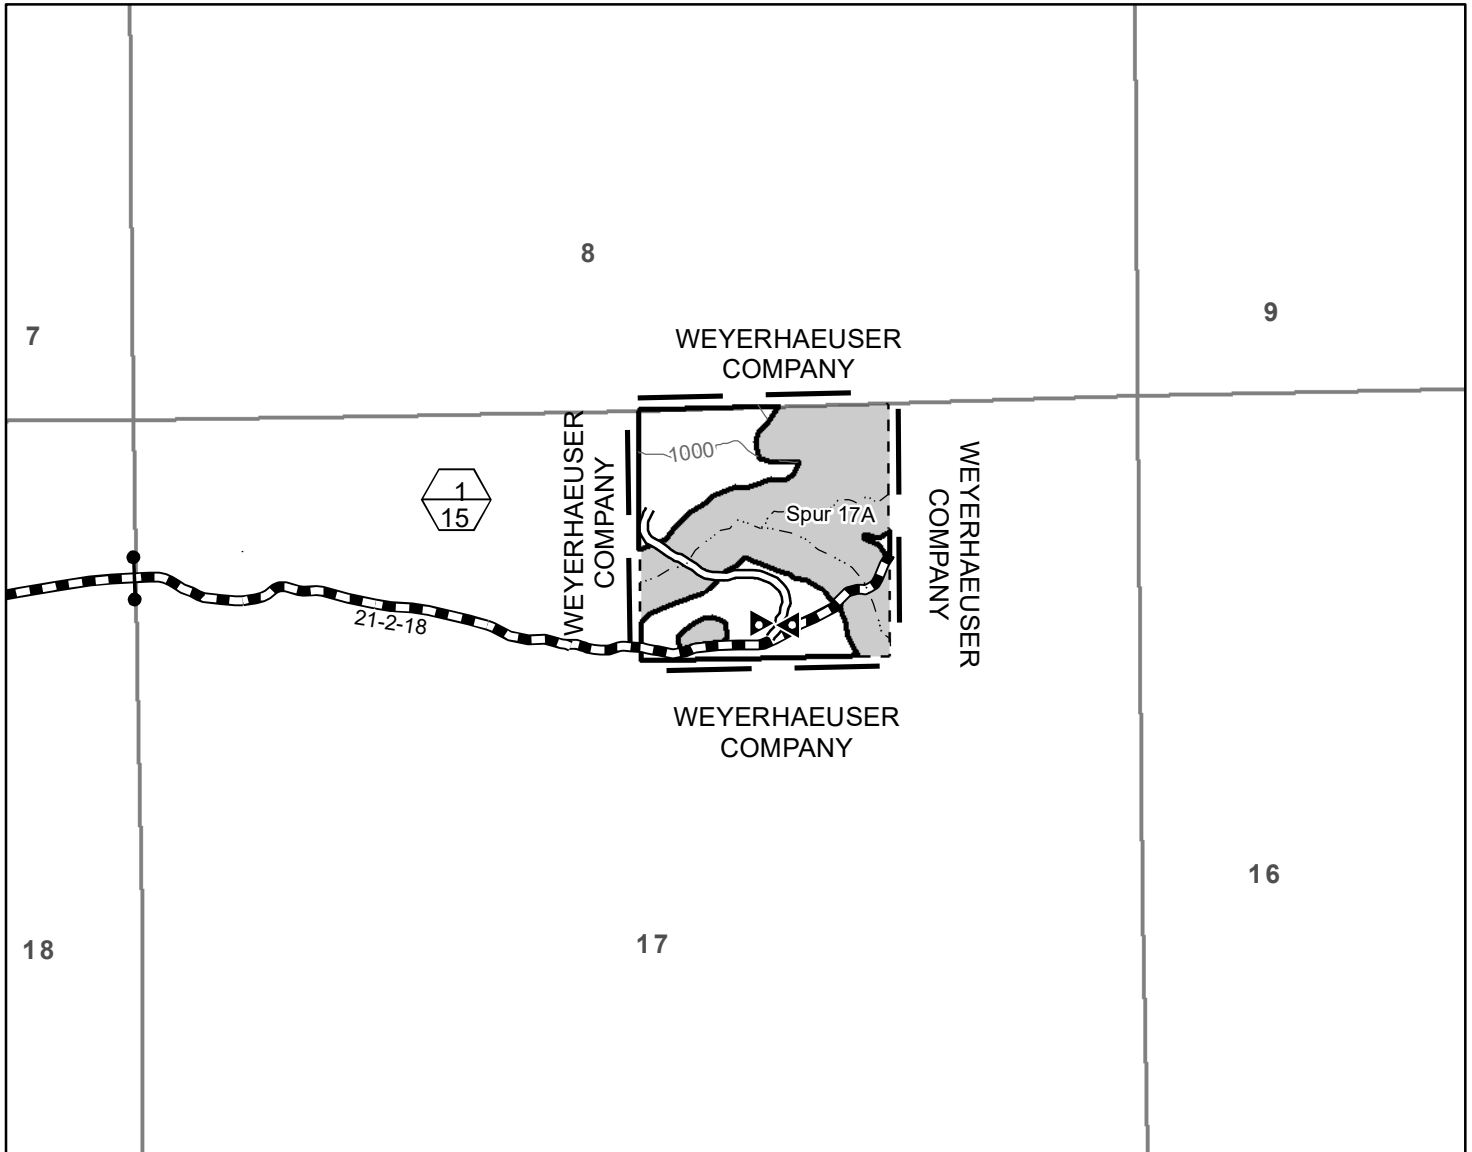 8
9
7
WEYERHAEUSER
COMPANY
WEYERHAEUSER
COMPANY
1000
1
15
WEYERHAEUSER
COMPANY
Spur 17A
21-2-18
WEYERHAEUSER
COMPANY
16
17
18